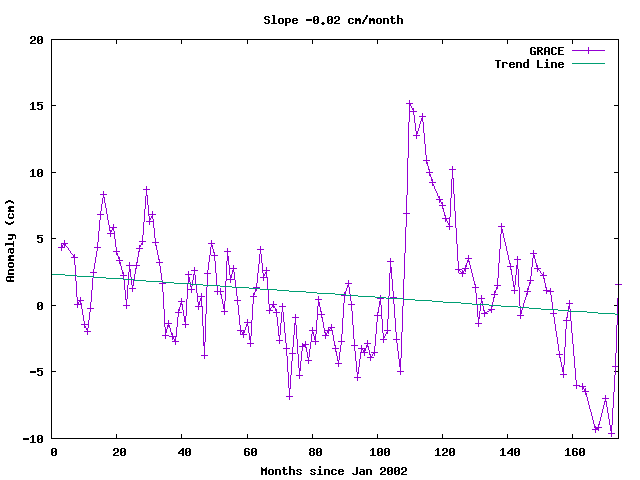 Slope -0.02 cm/month
GRACE
Trend Line
20
15
10
5
0
-5
-10
Anomaly (cm)
0 20 40 60 80 100 120 140 160
Months since Jan 2002